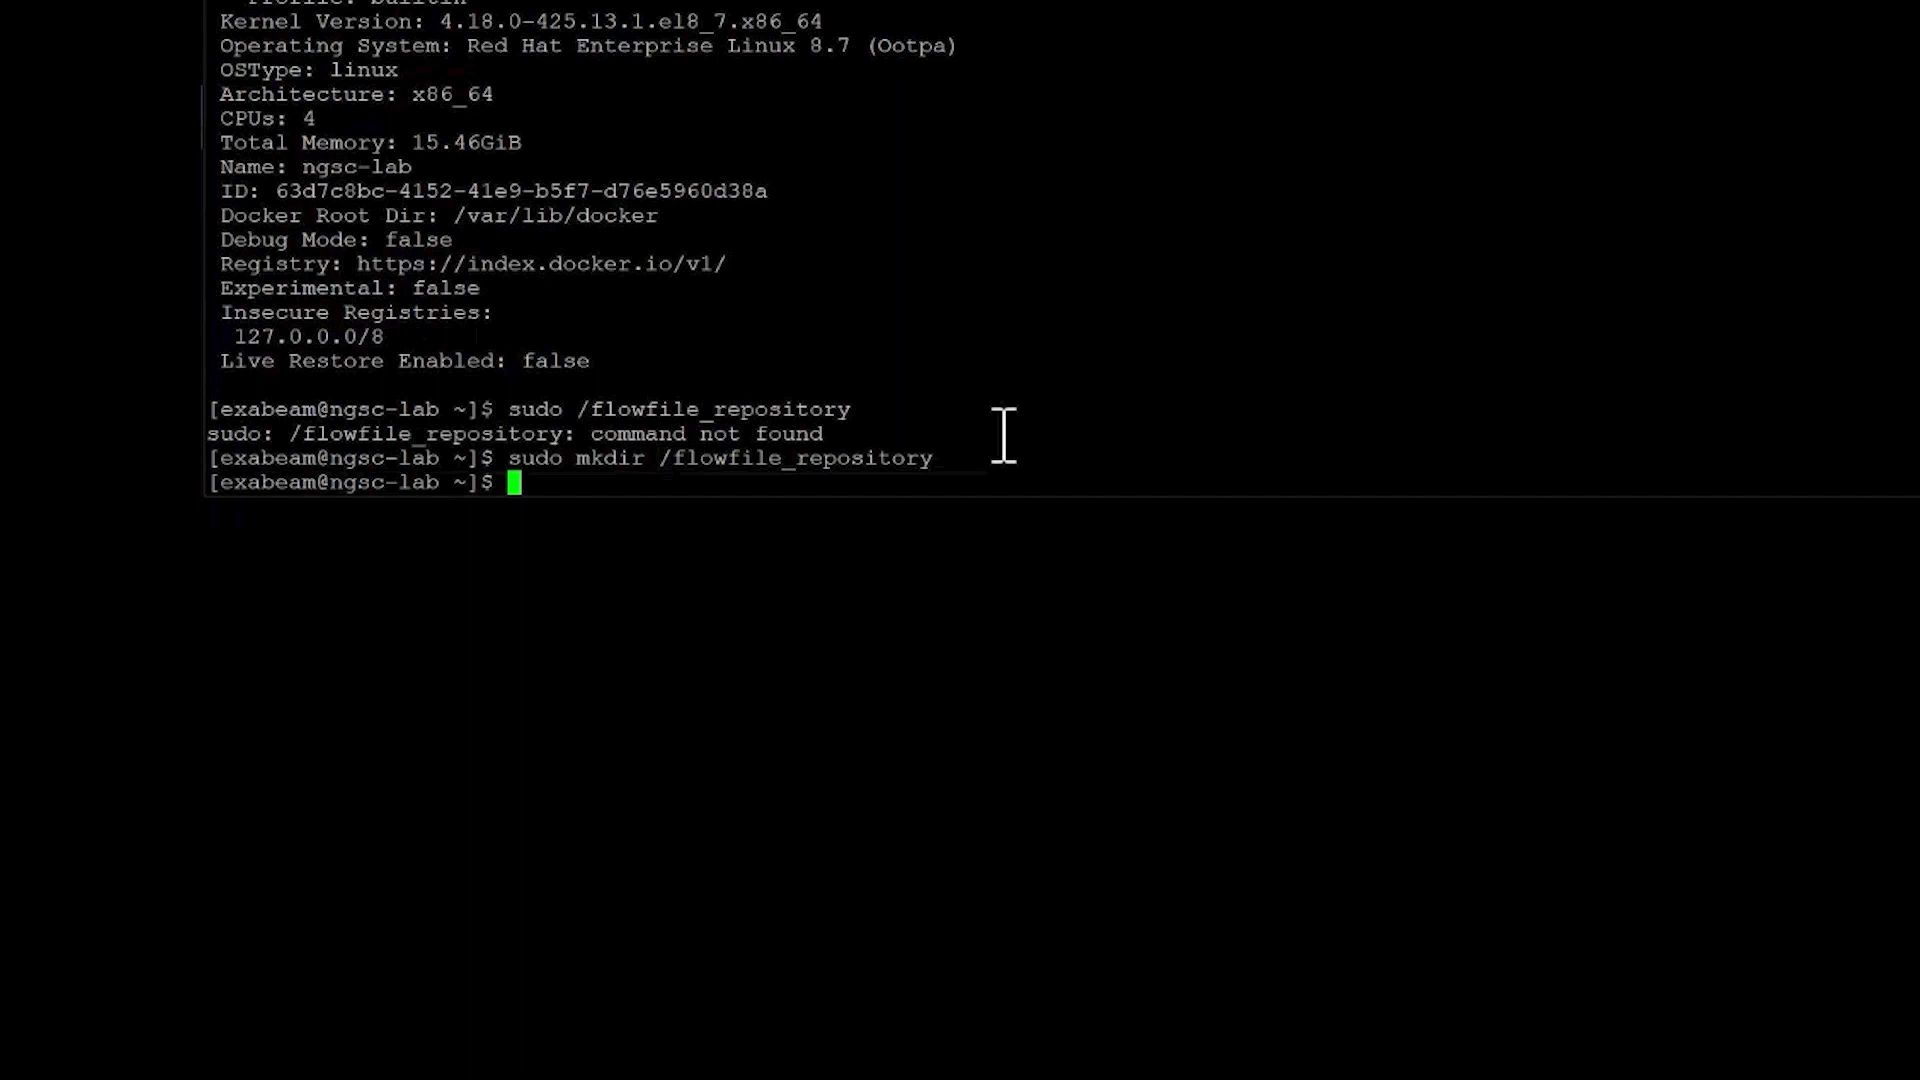 Profile: builtin
Kernel Version: 4.18.0-425.13.1.el8_7.x86_64
Operating System: Red Hat Enterprise Linux 8.7 (Ootpa)
OSType: linux
Architecture: x86_64
CPUs: 4
Total Memory: 15.46GiB
Name: ngsc-lab
ID: 63d7c8bc-4152-41e9-b5f7-d76e5960d38a
Docker Root Dir: /var/lib/docker
Debug Mode: false
Registry: https://index.docker.io/v1/
Experimental: false
Insecure Registries:
127.0.0.0/8
Live Restore Enabled: false
[exabeam@ngsc-lab ~]$ sudo /flowfile_repository
sudo: /flowfile_repository: command not found
[exabeam@ngsc-lab ~]$ sudo mkdir /flowfile_repository
[exabeam@ngsc-lab ~]$